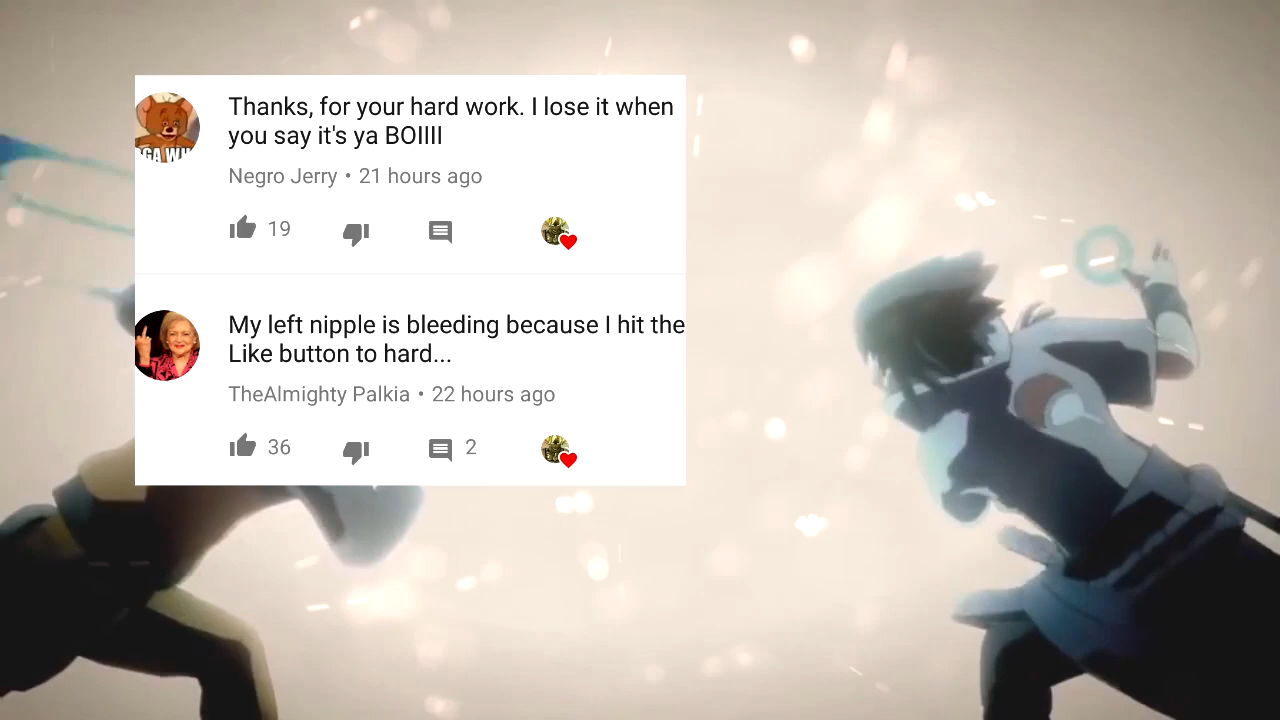 Thanks, for your hard work. I lose it when
you say it's ya BOIIII
Negro Jerry • 21 hours ago
19
My left nipple is bleeding because I hit the
Like button to hard...
TheAlmighty Palkia • 22 hours ago
36 2